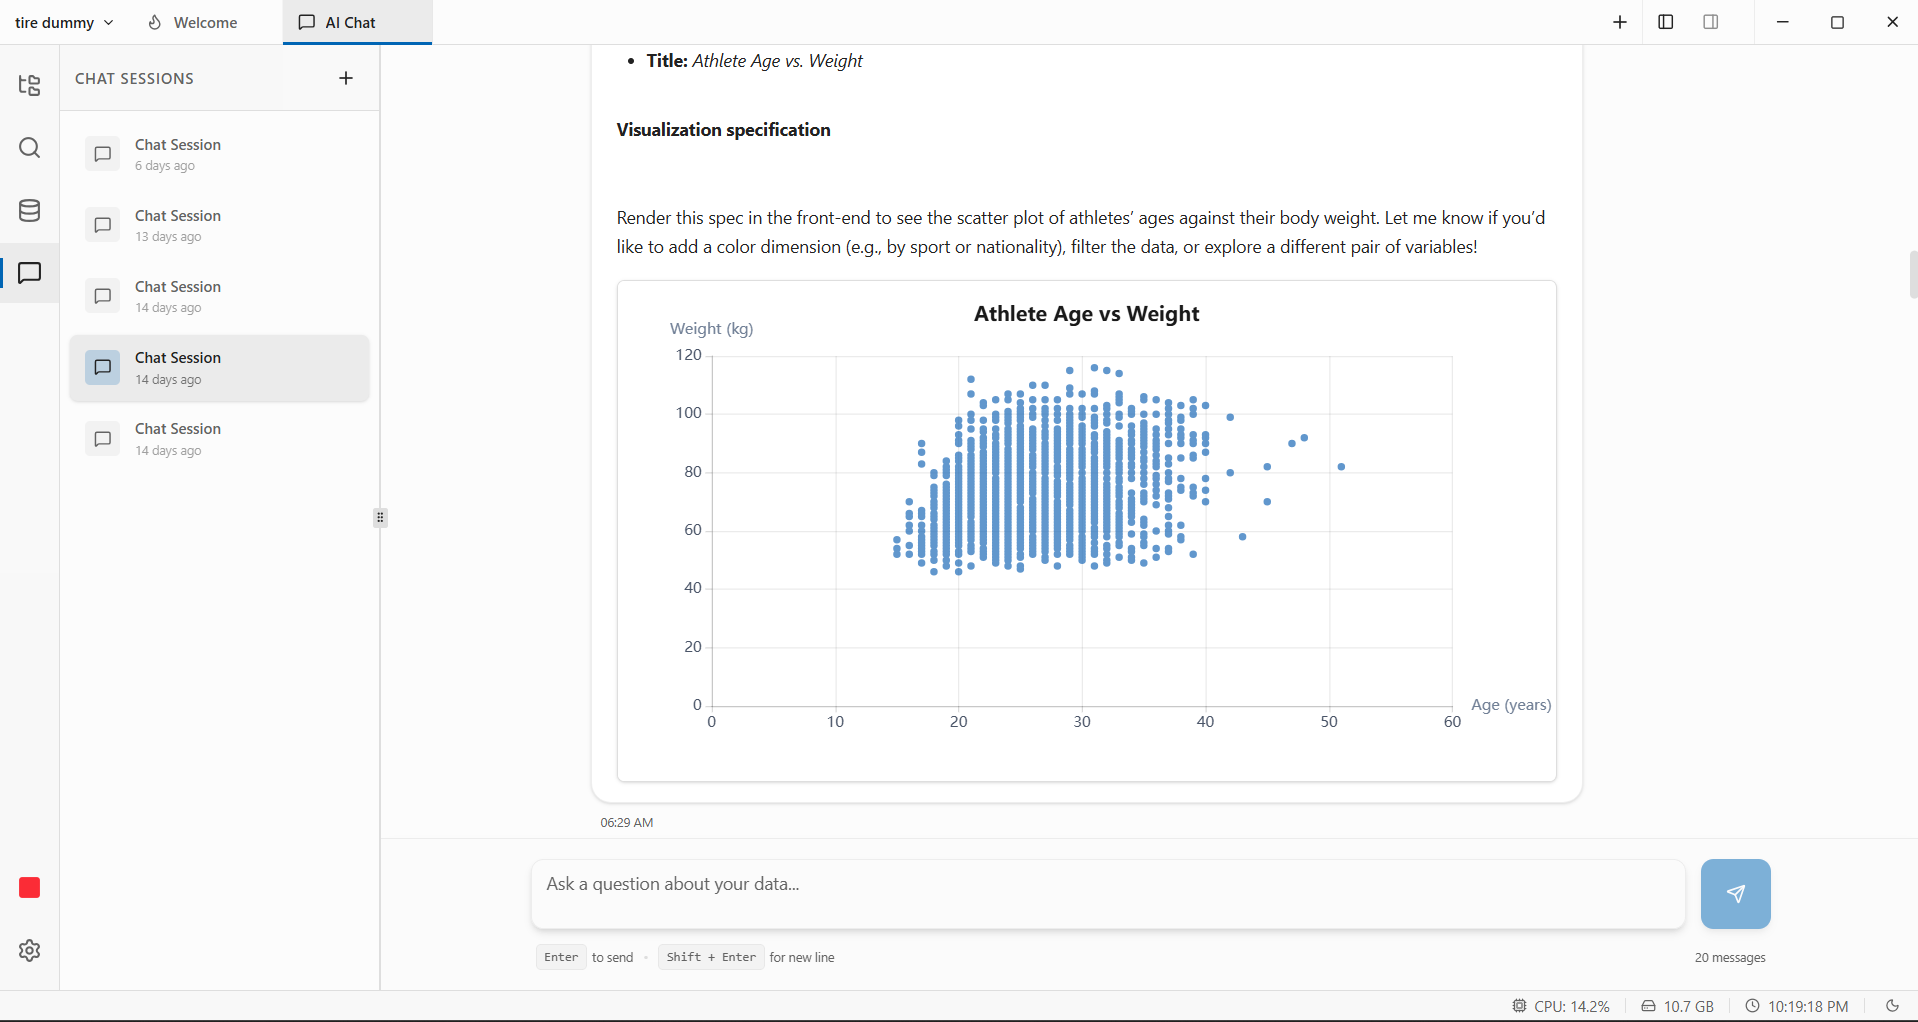 tire dummy
Welcome
AI Chat
CHAT SESSIONS
Chat Session
6 days ago
Chat Session
13 days ago
Chat Session
14 days ago
Chat Session
14 days ago
Chat Session
14 days ago
• Title: Athlete Age vs. Weight
Visualization specification
Render this spec in the front-end to see the scatter plot of athletes’ ages against their body weight. Let me know if you’d
like to add a color dimension (e.g., by sport or nationality), filter the data, or explore a different pair of variables!
Athlete Age vs Weight
Weight (kg)
120
100
80
60
40
20
0
0 10 20 30 40 50 60
Age (years)
06:29 AM
Ask a question about your data...
Enter to send • Shift + Enter for new line
20 messages
CPU: 14.2% 10.7 GB 10:19:18 PM